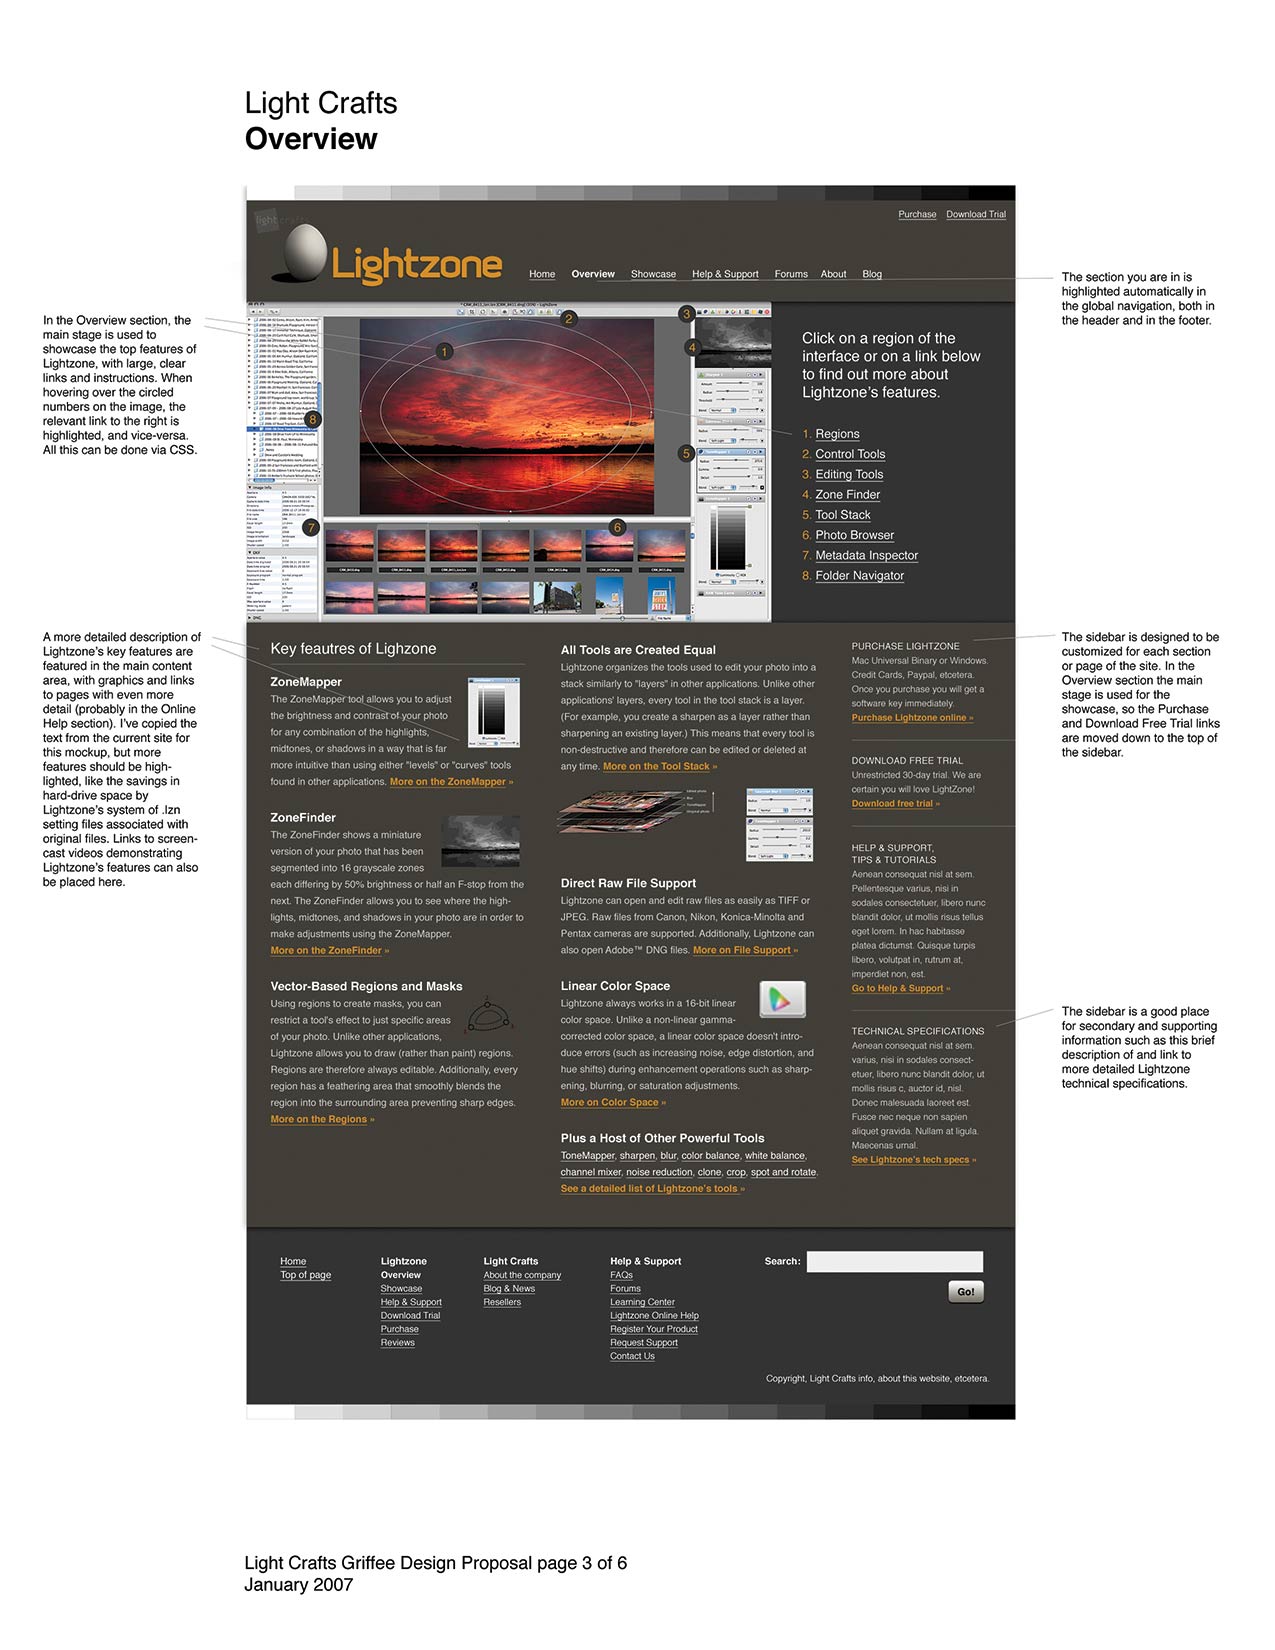 Light Crafts
Overview
light crafts
Purchase Download Trial
Lightzone
Home Overview Showcase Help & Support Forums About Blog
In the Overview section, the
main stage is used to
showcase the top features of
Lightzone, with large, clear
links and instructions. When
hovering over the circled
numbers on the image, the
relevant link to the right is
highlighted, and vice-versa.
All this can be done via CSS.
The section you are in is
highlighted automatically in
the global navigation, both in
the header and in the footer.
1
2
3
4
5
6
7
8
Click on a region of the
interface or on a link below
to find out more about
Lightzone's features.
1. Regions
2. Control Tools
3. Editing Tools
4. Zone Finder
5. Tool Stack
6. Photo Browser
7. Metadata Inspector
8. Folder Navigator
A more detailed description of
Lightzone's key features are
featured in the main content
area, with graphics and links
to pages with even more
detail (probably in the Online
Help section). I've copied the
text from the current site for
this mockup, but more
features should be high-
lighted, like the savings in
hard-drive space by
Lightzone's system of .lzn
setting files associated with
original files. Links to screen-
cast videos demonstrating
Lightzone's features can also
be placed here.
Key feautres of Lighzone
ZoneMapper
The ZoneMapper tool allows you to adjust
the brightness and contrast of your photo
for any combination of the highlights,
midtones, or shadows in a way that is far
more intuitive than using either "levels" or "curves" tools
found in other applications. More on the ZoneMapper »
ZoneFinder
The ZoneFinder shows a miniature
version of your photo that has been
segmented into 16 grayscale zones
each differing by 50% brightness or half an F-stop from the
next. The ZoneFinder allows you to see where the high-
lights, midtones, and shadows in your photo are in order to
make adjustments using the ZoneMapper.
More on the ZoneFinder »
Vector-Based Regions and Masks
Using regions to create masks, you can
restrict a tool's effect to just specific areas
of your photo. Unlike other applications,
Lightzone allows you to draw (rather than paint) regions.
Regions are therefore always editable. Additionally, every
region has a feathering area that smoothly blends the
region into the surrounding area preventing sharp edges.
More on the Regions »
All Tools are Created Equal
Lightzone organizes the tools used to edit your photo into a
stack similarly to "layers" in other applications. Unlike other
applications' layers, every tool in the tool stack is a layer.
(For example, you create a sharpen as a layer rather than
sharpening an existing layer.) This means that every tool is
non-destructive and therefore can be edited or deleted at
any time. More on the Tool Stack »
Direct Raw File Support
Lightzone can open and edit raw files as easily as TIFF or
JPEG. Raw files from Canon, Nikon, Konica-Minolta and
Pentax cameras are supported. Additionally, Lightzone can
also open Adobe™ DNG files. More on File Support »
Linear Color Space
Lightzone always works in a 16-bit linear
color space. Unlike a non-linear gamma-
corrected color space, a linear color space doesn't intro-
duce errors (such as increasing noise, edge distortion, and
hue shifts) during enhancement operations such as sharp-
ening, blurring, or saturation adjustments.
More on Color Space »
Plus a Host of Other Powerful Tools
ToneMapper, sharpen, blur, color balance, white balance,
channel mixer, noise reduction, clone, crop, spot and rotate.
See a detailed list of Lightzone's tools »
PURCHASE LIGHTZONE
Mac Universal Binary or Windows.
Credit Cards, Paypal, etcetera.
Once you purchase you will get a
software key immediately.
Purchase Lightzone online »
DOWNLOAD FREE TRIAL
Unrestricted 30-day trial. We are
certain you will love LightZone!
Download free trial »
HELP & SUPPORT,
TIPS & TUTORIALS
Aenean consequat nisl at sem.
Pellentesque varius, nisi in
sodales consectetuer, libero nunc
blandit dolor, ut mollis risus tellus
eget lorem. In hac habitasse
platea dictumst. Quisque turpis
libero, volutpat in, rutrum at,
imperdiet non, est.
Go to Help & Support »
TECHNICAL SPECIFICATIONS
Aenean consequat nisl at sem.
varius, nisi in sodales consect-
etuer, libero nunc blandit dolor, ut
mollis risus c, auctor id, nisl.
Donec malesuada laoreet est.
Fusce nec neque non sapien
aliquet gravida. Nullam at ligula.
Maecenas urnal.
See Lightzone's tech specs »
The sidebar is designed to be
customized for each section
or page of the site. In the
Overview section the main
stage is used for the
showcase, so the Purchase
and Download Free Trial links
are moved down to the top of
the sidebar.
The sidebar is a good place
for secondary and supporting
information such as this brief
description of and link to
more detailed Lightzone
technical specifications.
Home
Top of page
Lightzone
Overview
Showcase
Help & Support
Download Trial
Purchase
Reviews
Light Crafts
About the company
Blog & News
Resellers
Help & Support
FAQs
Forums
Learning Center
Lightzone Online Help
Register Your Product
Request Support
Contact Us
Search:
Go!
Copyright, Light Crafts info, about this website, etcetera.
Light Crafts Griffee Design Proposal page 3 of 6
January 2007